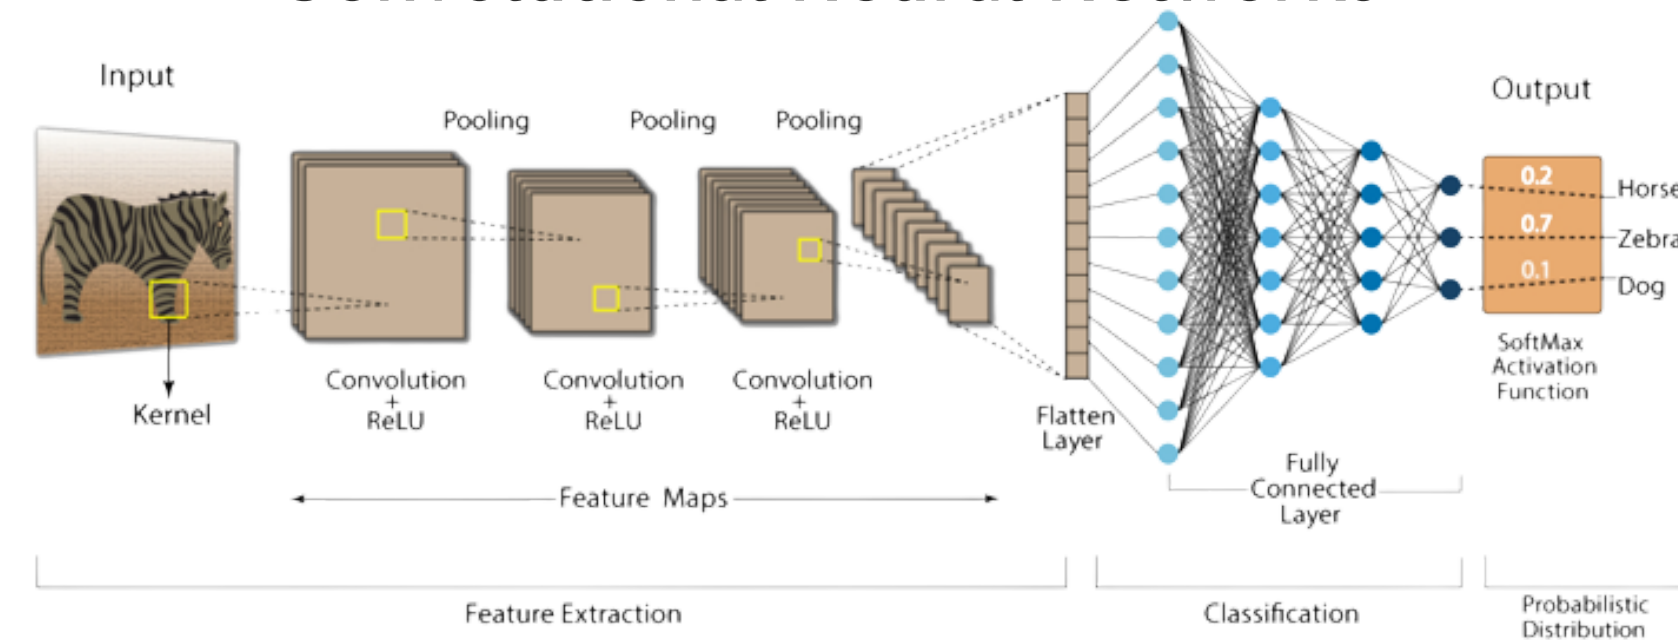 Input
Pooling
Pooling
Pooling
Output
0.2
Horse
0.7
Zebra
0.1
Dog
Kernel
Convolution
+
ReLU
Convolution
+
ReLU
Convolution
+
ReLU
Flatten
Layer
SoftMax
Activation
Function
Feature Maps
Fully
Connected
Layer
Feature Extraction
Classification
Probabilistic
Distribution